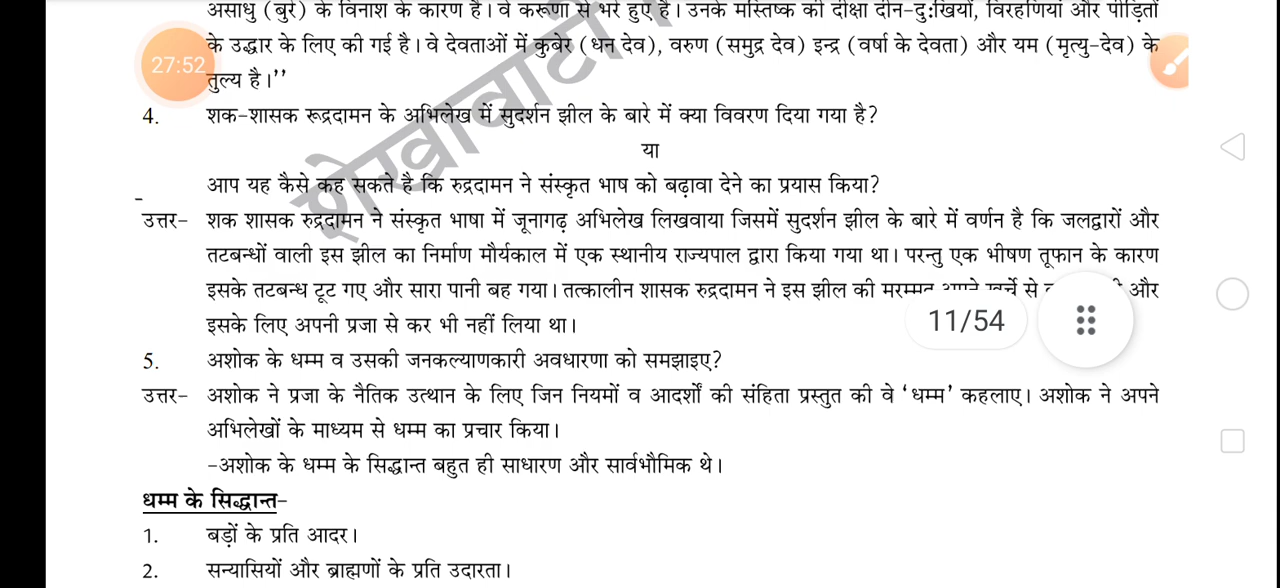 असाधु (बुरे) के विनाश के कारण है। वे करूणा से भरे हुए है। उनके मस्तिष्क की दीक्षा दीन-दुःखियों, विरहणियां और पीड़ितों
के उद्धार के लिए की गई है। वे देवताओं में कुबेर (धन देव), वरुण (समुद्र देव) इन्द्र (वर्षा के देवता) और यम (मृत्यु-देव) के
27:52
तुल्य है।’’
4. शक-शासक रूद्रदामन के अभिलेख में सुदर्शन झील के बारे में क्या विवरण दिया गया है?
या
आप यह कैसे कह सकते है कि रुद्रदामन ने संस्कृत भाष को बढ़ावा देने का प्रयास किया?
उत्तर- शक शासक रुद्रदामन ने संस्कृत भाषा में जूनागढ़ अभिलेख लिखवाया जिसमें सुदर्शन झील के बारे में वर्णन है कि जलद्वारों और
तटबन्धों वाली इस झील का निर्माण मौर्यकाल में एक स्थानीय राज्यपाल द्वारा किया गया था। परन्तु एक भीषण तूफान के कारण
इसके तटबन्ध टूट गए और सारा पानी बह गया। तत्कालीन शासक रुद्रदामन ने इस झील की मरम्मत अपने खर्चे से और
11/54
इसके लिए अपनी प्रजा से कर भी नहीं लिया था।
5. अशोक के धम्म व उसकी जनकल्याणकारी अवधारणा को समझाइए?
उत्तर- अशोक ने प्रजा के नैतिक उत्थान के लिए जिन नियमों व आदर्शों की संहिता प्रस्तुत की वे ‘धम्म’ कहलाए। अशोक ने अपने
अभिलेखों के माध्यम से धम्म का प्रचार किया।
-अशोक के धम्म के सिद्धान्त बहुत ही साधारण और सार्वभौमिक थे।
धम्म के सिद्धान्त-
1. बड़ों के प्रति आदर।
2. सन्यासियों और ब्राह्मणों के प्रति उदारता।
शेखावाटी